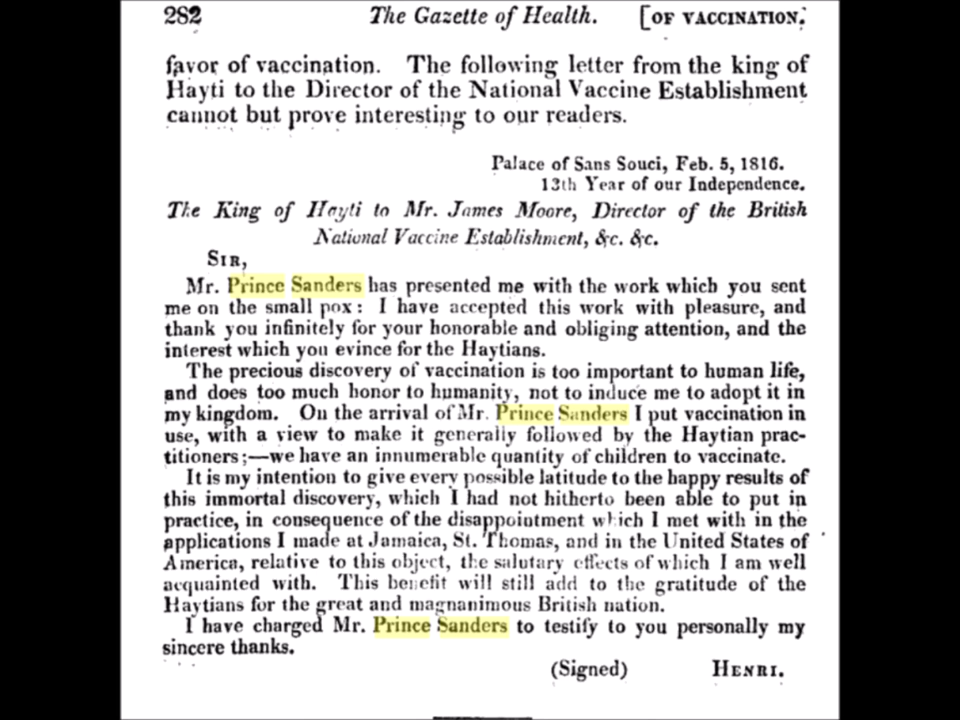 282 The Gazette of Health. [OF VACCINATION.
favor of vaccination. The following letter from the king of
Hayti to the Director of the National Vaccine Establishment
cannot but prove interesting to our readers.
Palace of Sans Souci, Feb. 5, 1816.
13th Year of our Independence.
The King of Hayti to Mr. James Moore, Director of the British
National Vaccine Establishment, &c. &c.
SIR,
Mr. Prince Sanders has presented me with the work which you sent
me on the small pox: I have accepted this work with pleasure, and
thank you infinitely for your honorable and obliging attention, and the
interest which you evince for the Haytians.
The precious discovery of vaccination is too important to human life,
and does too much honor to humanity, not to induce me to adopt it in
my kingdom. On the arrival of Mr. Prince Sanders I put vaccination in
use, with a view to make it generally followed by the Haytian prac-
titioners;—we have an innumerable quantity of children to vaccinate.
It is my intention to give every possible latitude to the happy results of
this immortal discovery, which I had not hitherto been able to put in
practice, in consequence of the disappointment which I met with in the
applications I made at Jamaica, St. Thomas, and in the United States of
America, relative to this object, the salutary effects of which I am well
acquainted with. This benefit will still add to the gratitude of the
Haytians for the great and magnanimous British nation.
I have charged Mr. Prince Sanders to testify to you personally my
sincere thanks.
(Signed) HENRI.